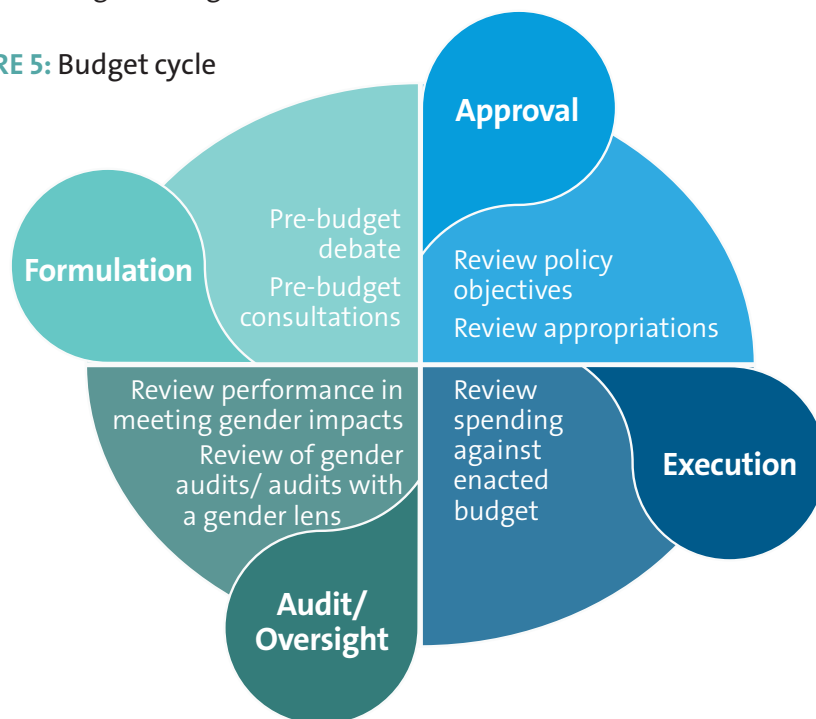 RE 5: Budget cycle
Approval
Formulation
Pre-budget
debate
Pre-budget
consultations
Review policy
objectives
Review appropriations
Review performance in
meeting gender impacts
Review of gender
audits/ audits with
a gender lens
Review
spending
against
enacted
budget
Execution
Audit/
Oversight